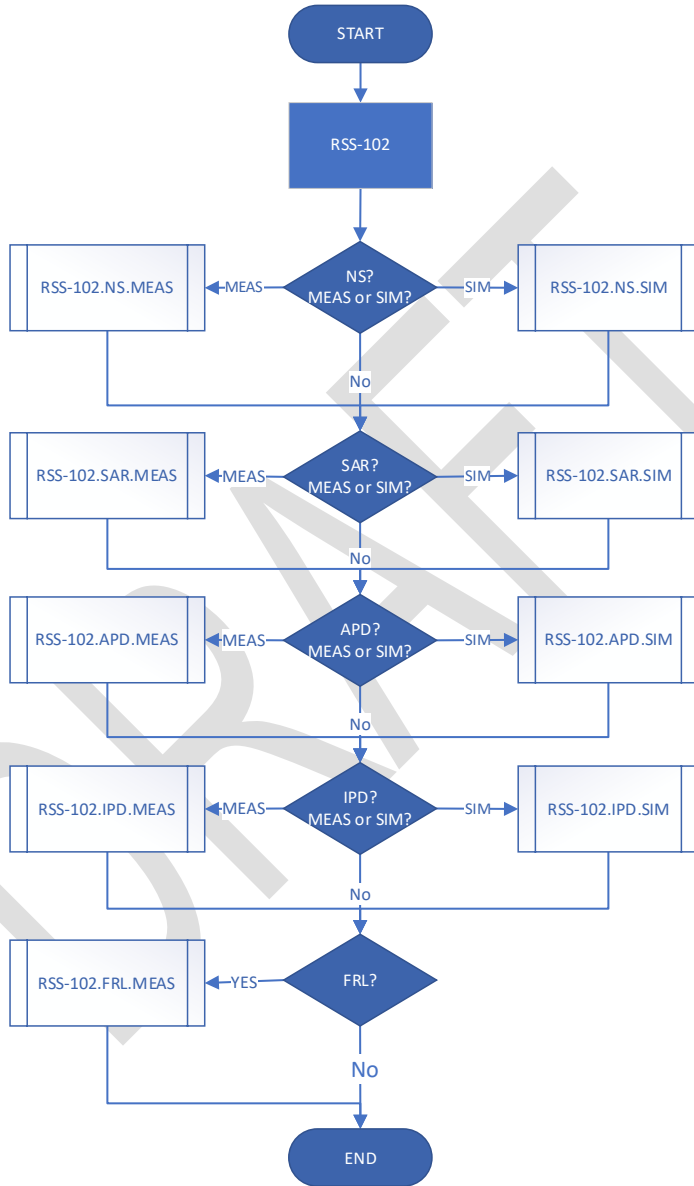 START
RSS-102
NS?
MEAS or SIM?
MEAS
SIM
RSS-102.NS.MEAS
RSS-102.NS.SIM
No
SAR?
MEAS or SIM?
MEAS
SIM
RSS-102.SAR.MEAS
RSS-102.SAR.SIM
No
APD?
MEAS or SIM?
MEAS
SIM
RSS-102.APD.MEAS
RSS-102.APD.SIM
No
IPD?
MEAS or SIM?
MEAS
SIM
RSS-102.IPD.MEAS
RSS-102.IPD.SIM
No
FRL?
YES
RSS-102.FRL.MEAS
No
END
DRAFT